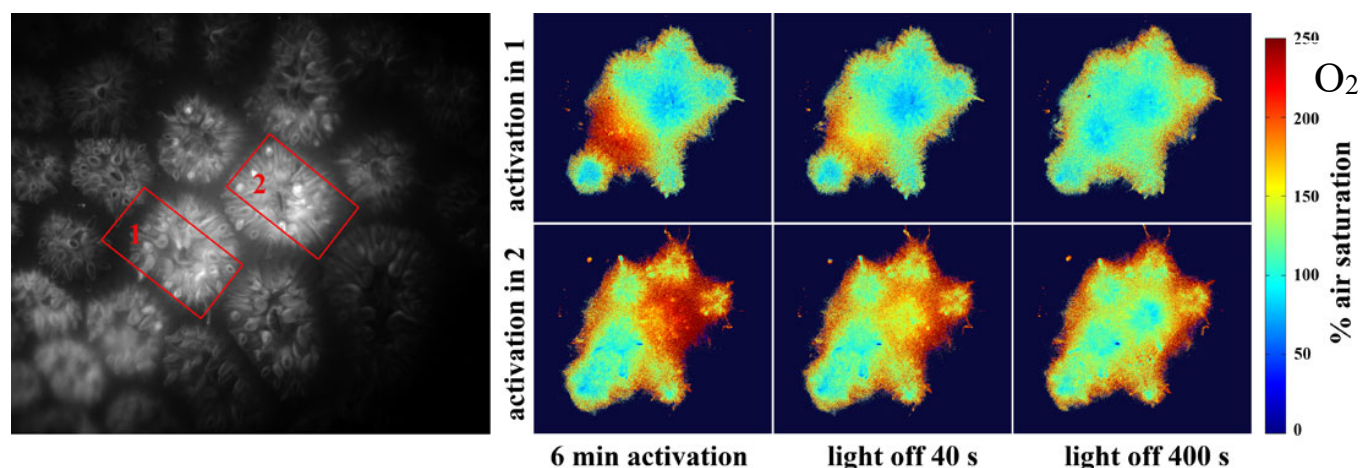 1
2
activation in 1
activation in 2
6 min activation
light off 40 s
light off 400 s
250
200
150
100
50
0
O2
% air saturation